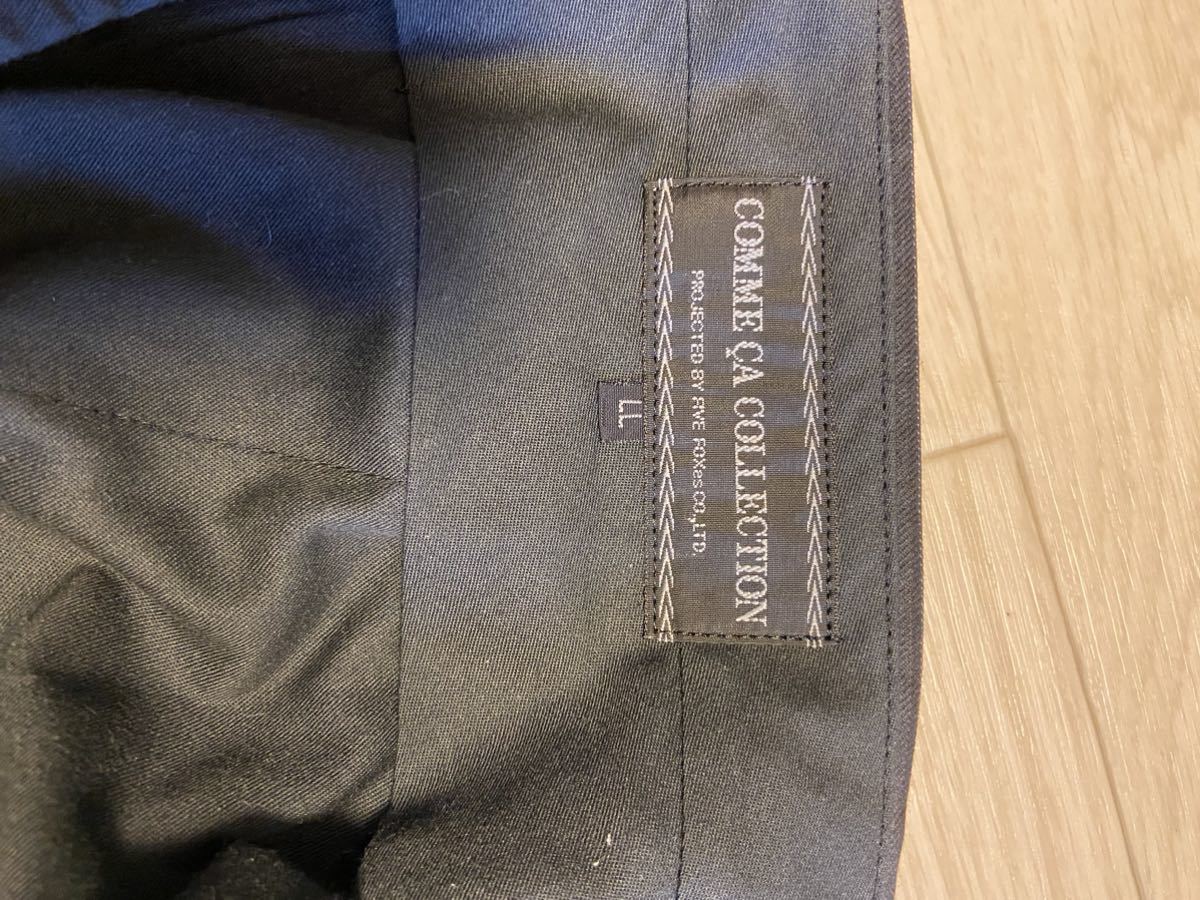 COMME ÇA COLLECTION
PROJECTED BY FIVE FOXes CO.,LTD.
LL